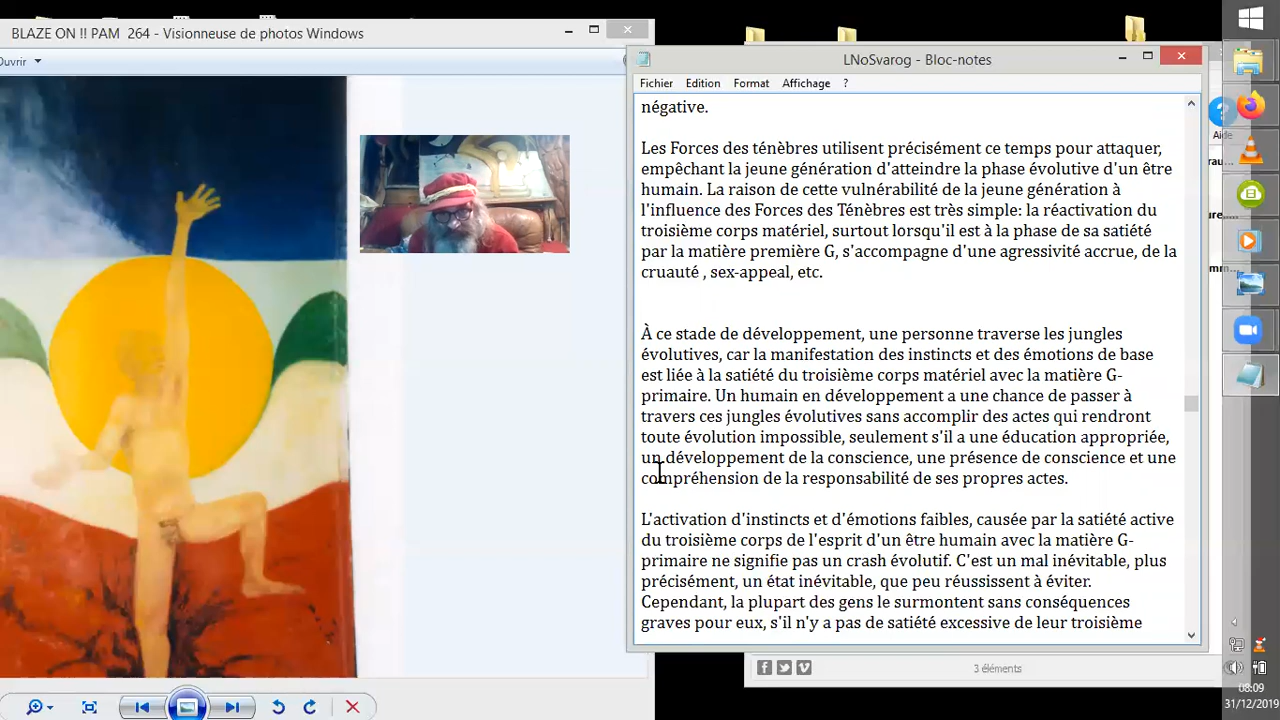 BLAZE ON !! PAM  264 - Visionneuse de photos Windows
Ouvrir
LNoSvarog - Bloc-notes
Fichier Edition Format Affichage ?
négative.
Les Forces des ténèbres utilisent précisément ce temps pour attaquer,
empêchant la jeune génération d'atteindre la phase évolutive d'un être
humain. La raison de cette vulnérabilité de la jeune génération à
l'influence des Forces des Ténèbres est très simple: la réactivation du
troisième corps matériel, surtout lorsqu'il est à la phase de sa satiété
par la matière première G, s'accompagne d'une agressivité accrue, de la
cruauté , sex-appeal, etc.
À ce stade de développement, une personne traverse les jungles
évolutives, car la manifestation des instincts et des émotions de base
est liée à la satiété du troisième corps matériel avec la matière G-
primaire. Un humain en développement a une chance de passer à
travers ces jungles évolutives sans accomplir des actes qui rendront
toute évolution impossible, seulement s'il a une éducation appropriée,
un développement de la conscience, une présence de conscience et une
compréhension de la responsabilité de ses propres actes.
L'activation d'instincts et d'émotions faibles, causée par la satiété active
du troisième corps de l'esprit d'un être humain avec la matière G-
primaire ne signifie pas un crash évolutif. C'est un mal inévitable, plus
précisément, un état inévitable, que peu réussissent à éviter.
Cependant, la plupart des gens le surmontent sans conséquences
graves pour eux, s'il n'y a pas de satiété excessive de leur troisième
3 éléments
Aide
08:09
31/12/2019